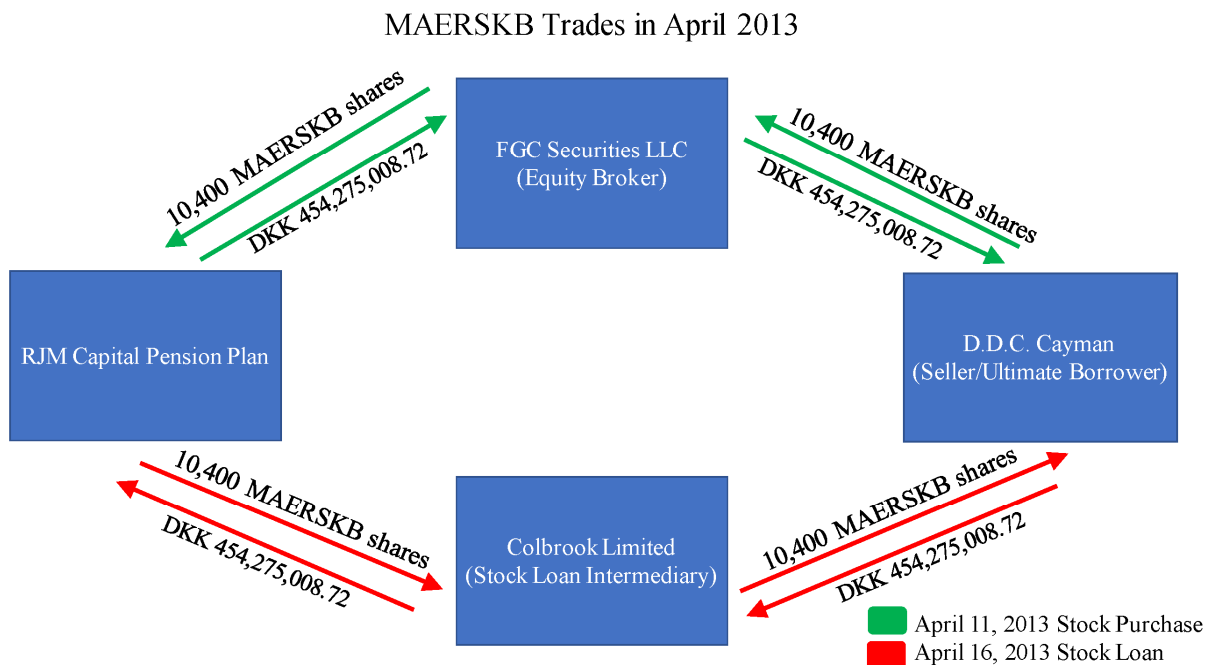 MAERSKB Trades in April 2013
10,400 MAERSKB shares
DKK 454,275,008.72
FGC Securities LLC
(Equity Broker)
10,400 MAERSKB shares
DKK 454,275,008.72
RJM Capital Pension Plan
D.D.C. Cayman
(Seller/Ultimate Borrower)
10,400 MAERSKB shares
DKK 454,275,008.72
Colbrook Limited
(Stock Loan Intermediary)
10,400 MAERSKB shares
DKK 454,275,008.72
April 11, 2013 Stock Purchase
April 16, 2013 Stock Loan